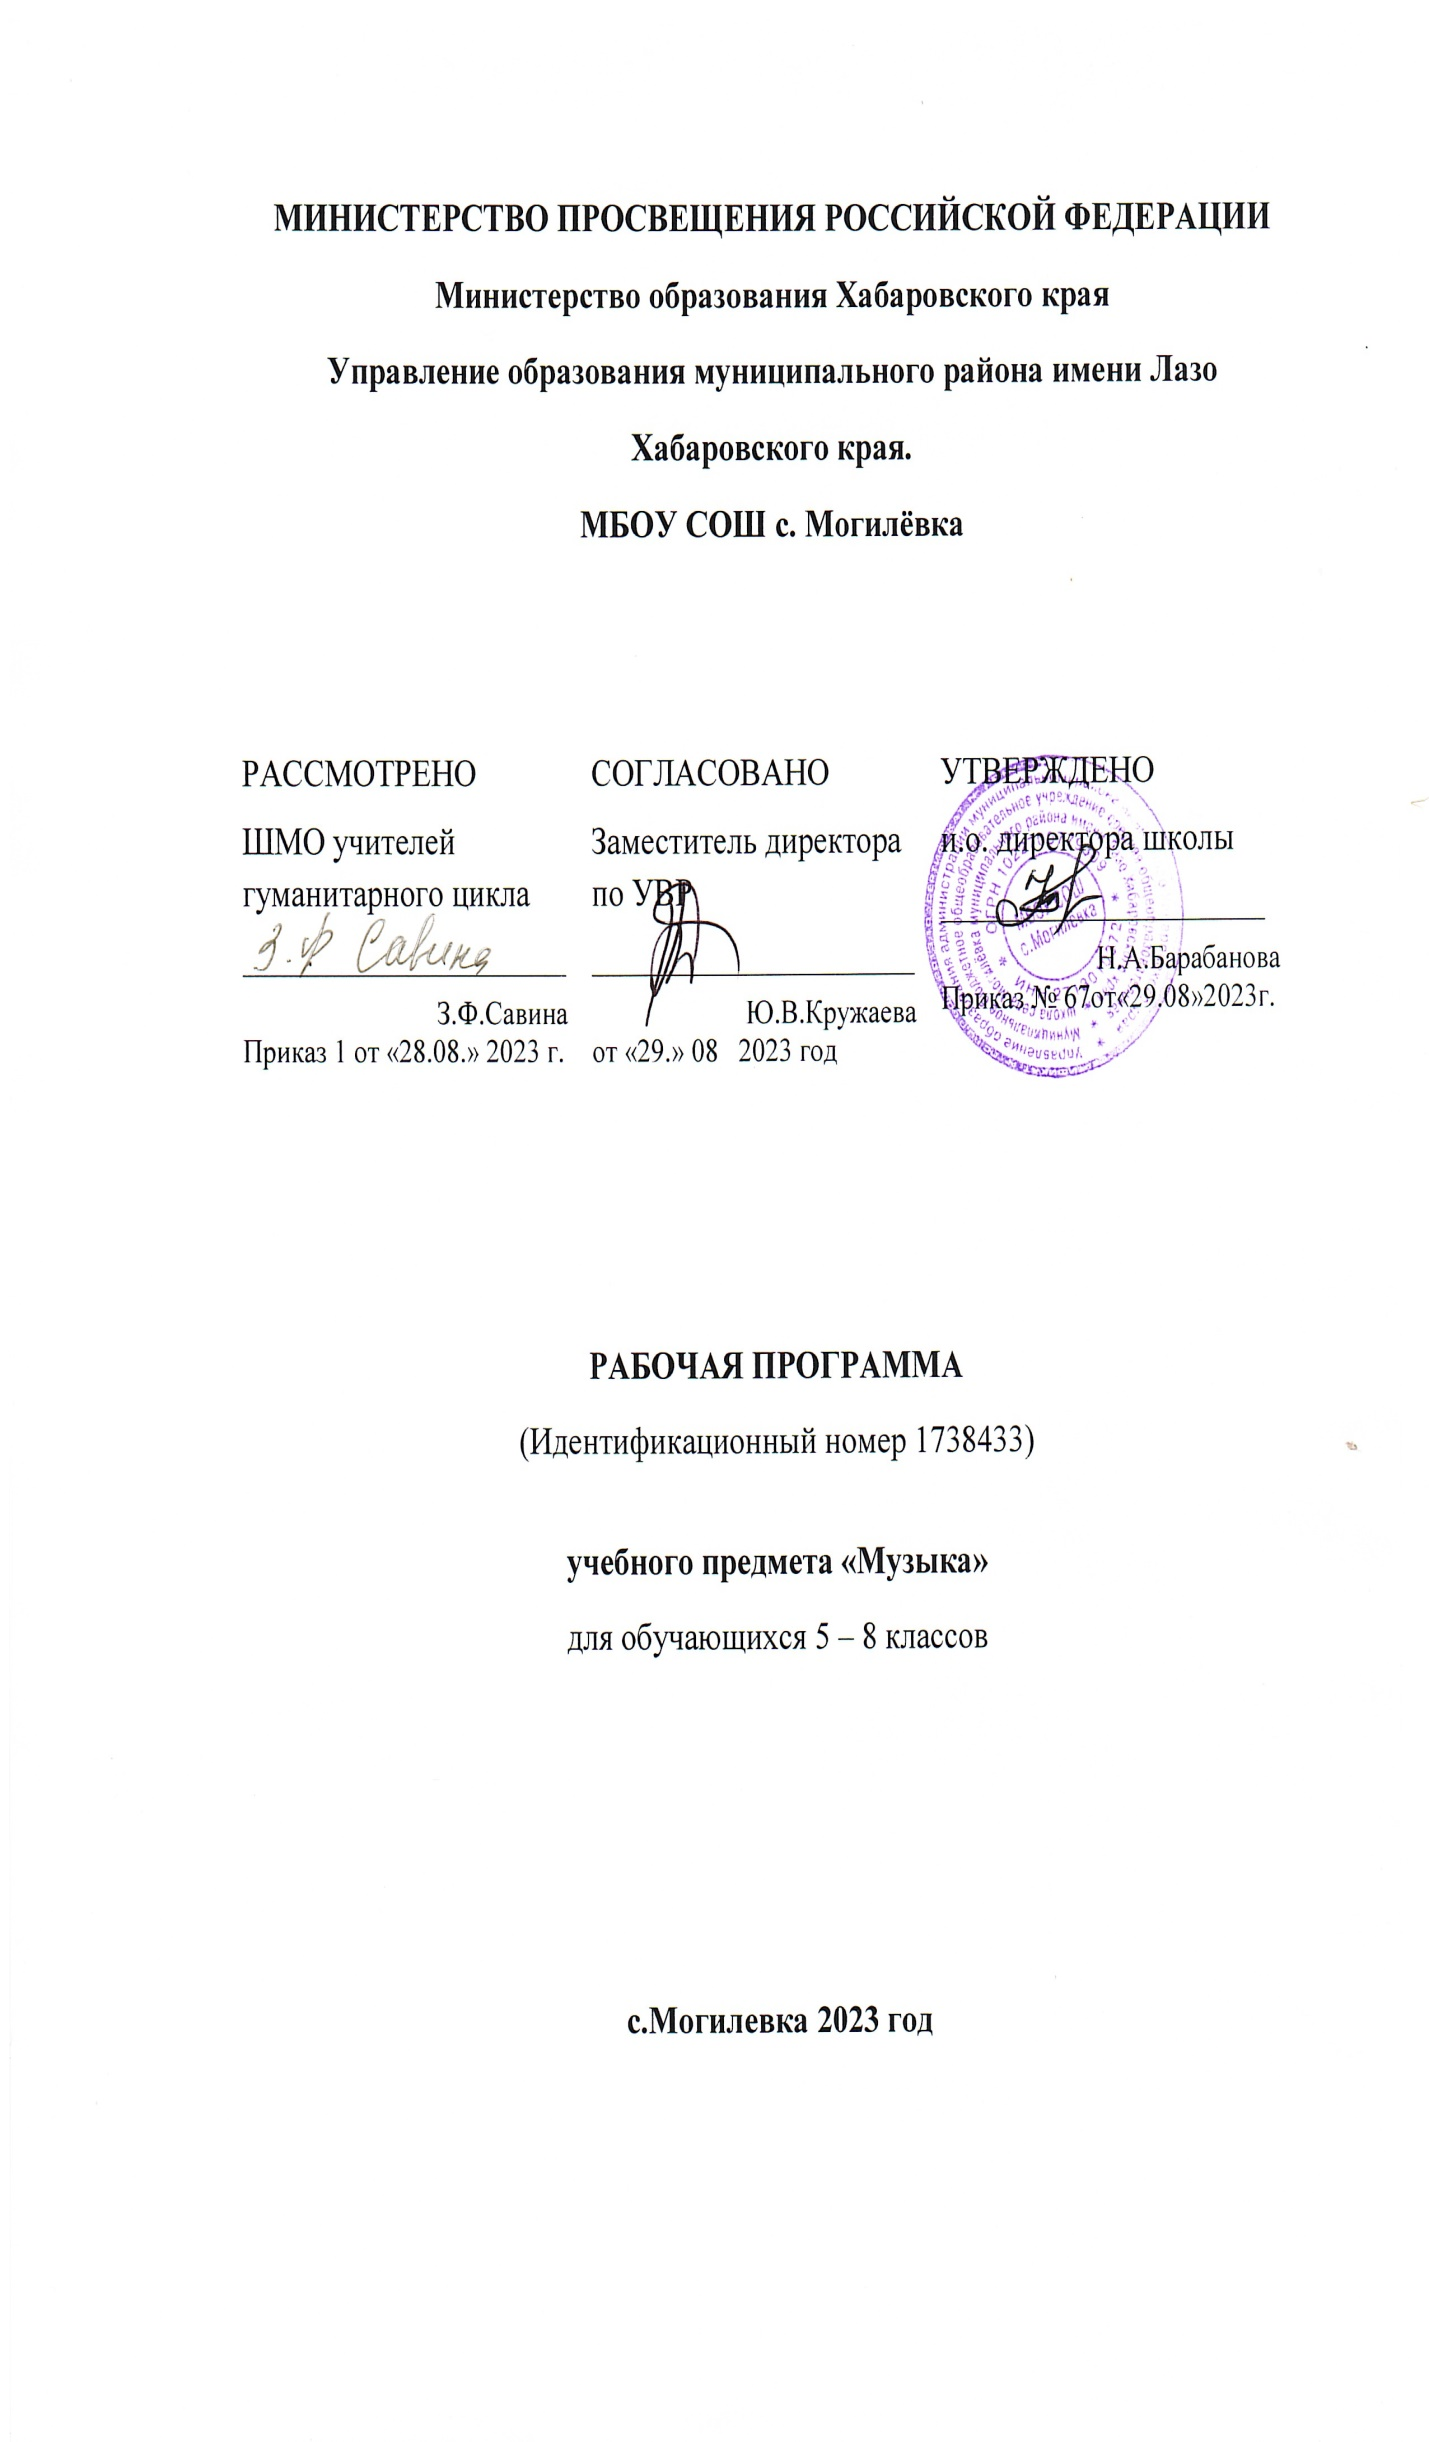 МИНИСТЕРСТВО ПРОСВЕЩЕНИЯ РОССИЙСКОЙ ФЕДЕРАЦИИ
Министерство образования Хабаровского края
Управление образования муниципального района имени Лазо
Хабаровского края.
МБОУ СОШ с. Могилёвка
РАССМОТРЕНО
ШМО учителей
гуманитарного цикла
З.Ф Савина
З.Ф.Савина
Приказ 1 от «28.08.» 2023 г.
СОГЛАСОВАНО
Заместитель директора
по УВР
Ю.В.Кружаева
от «29.» 08 2023 год
УТВЕРЖДЕНО
и.о. директора школы
с.Могилевка
Н.А.Барабанова
Приказ № 67от«29.08»2023г.
РАБОЧАЯ ПРОГРАММА
(Идентификационный номер 1738433)
учебного предмета «Музыка»
для обучающихся 5 – 8 классов
с.Могилевка 2023 год